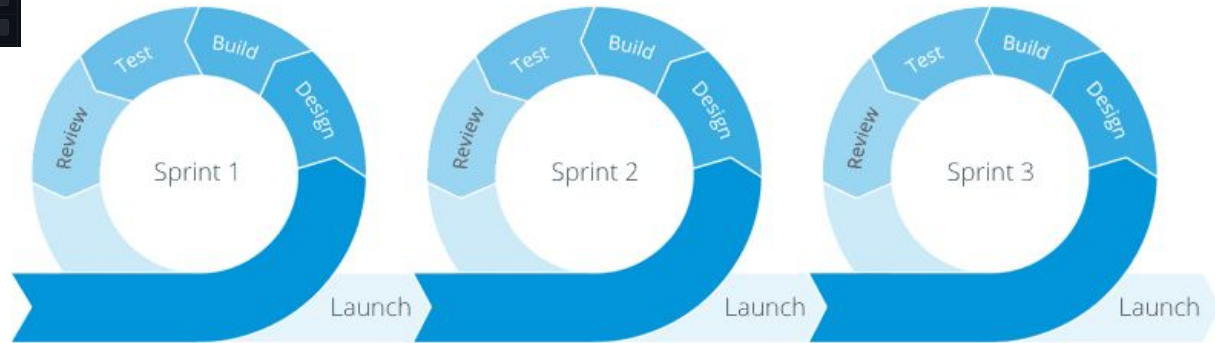 Test
Build
Design
Review
Sprint 1
Launch
Test
Build
Design
Review
Sprint 2
Launch
Test
Build
Design
Review
Sprint 3
Launch